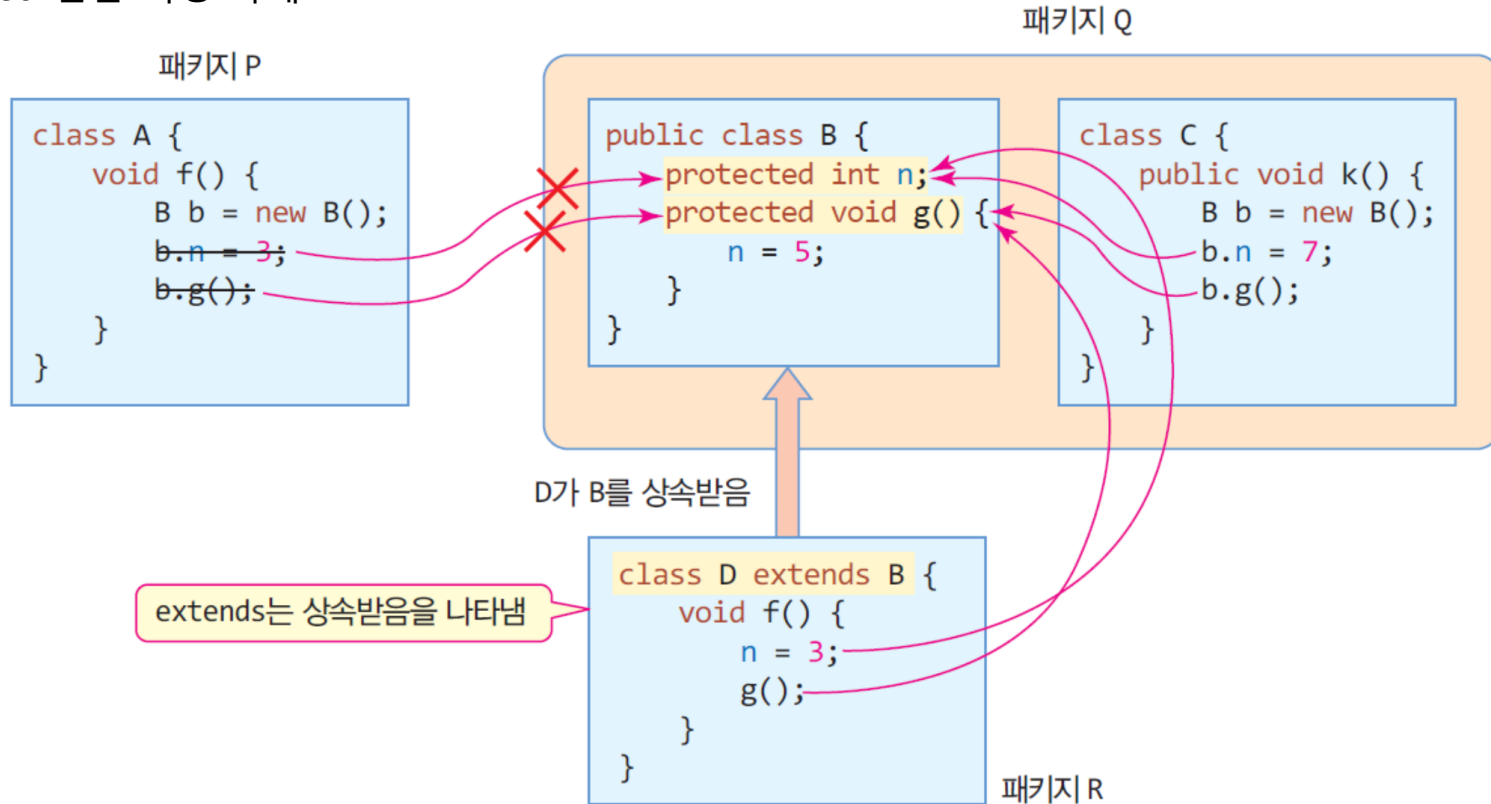 패키지 P
class A {
void f() {
B b = new B();
b.n = 3;
b.g();
}
}
패키지 Q
public class B {
protected int n;
protected void g() {
n = 5;
}
}
class C {
public void k() {
B b = new B();
b.n = 7;
b.g();
}
}
D가 B를 상속받음
extends는 상속받음을 나타냄
class D extends B {
void f() {
n = 3;
g();
}
}
패키지 R